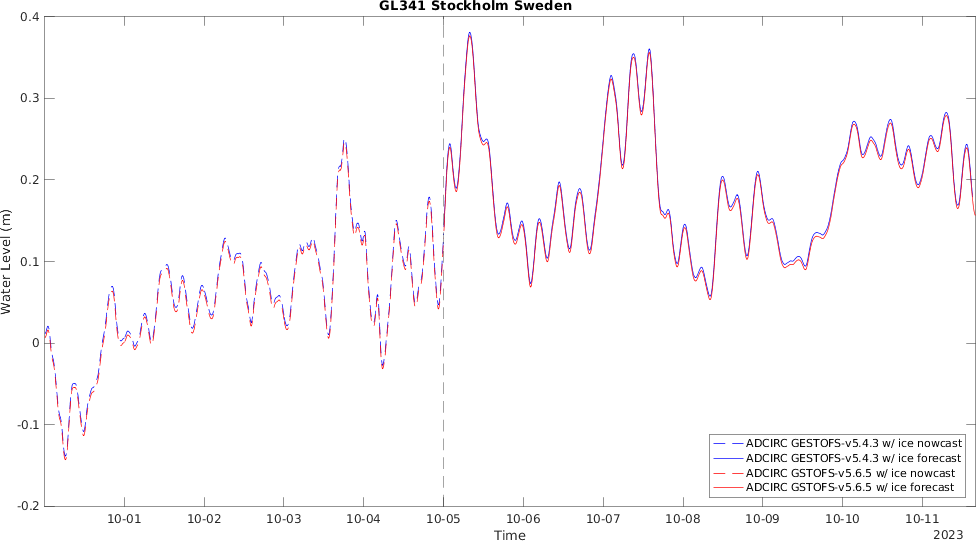 GL341 Stockholm Sweden
0.4
0.3
0.2
0.1
0
-0.1
-0.2
Water Level (m)
ADCIRC GESTOFS-v5.4.3 w/ ice nowcast
ADCIRC GESTOFS-v5.4.3 w/ ice forecast
ADCIRC GSTOFS-v5.6.5 w/ ice nowcast
ADCIRC GSTOFS-v5.6.5 w/ ice forecast
10-01 10-02 10-03 10-04 10-05 10-06 10-07 10-08 10-09 10-10 10-11
Time
2023